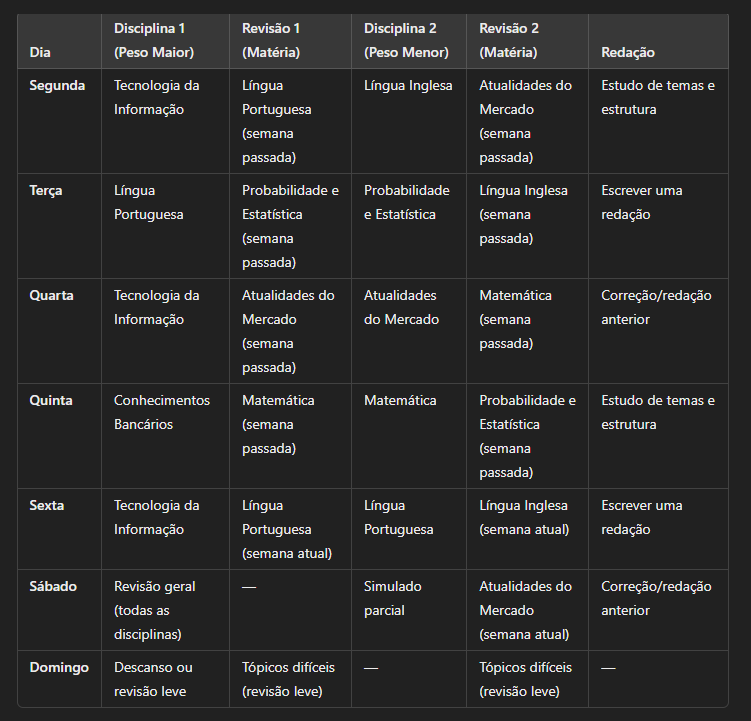 Dia
Disciplina 1
(Peso Maior)
Revisão 1
(Matéria)
Disciplina 2
(Peso Menor)
Revisão 2
(Matéria)
Redação
Segunda
Tecnologia da
Informação
Língua
Portuguesa
(semana
passada)
Língua Inglesa
Atualidades do
Mercado
(semana
passada)
Estudo de temas e
estrutura
Terça
Língua
Portuguesa
Probabilidade e
Estatística
(semana
passada)
Probabilidade
e Estatística
Língua Inglesa
(semana
passada)
Escrever uma
redação
Quarta
Tecnologia da
Informação
Atualidades do
Mercado
(semana
passada)
Atualidades
do Mercado
Matemática
(semana
passada)
Correção/redação
anterior
Quinta
Conhecimentos
Bancários
Matemática
(semana
passada)
Matemática
Probabilidade e
Estatística
(semana
passada)
Estudo de temas e
estrutura
Sexta
Tecnologia da
Informação
Língua
Portuguesa
(semana atual)
Língua
Portuguesa
Língua Inglesa
(semana atual)
Escrever uma
redação
Sábado
Revisão geral
(todas as
disciplinas)
—
Simulado
parcial
Atualidades do
Mercado
(semana atual)
Correção/redação
anterior
Domingo
Descanso ou
revisão leve
Tópicos difíceis
(revisão leve)
—
Tópicos difíceis
(revisão leve)
—